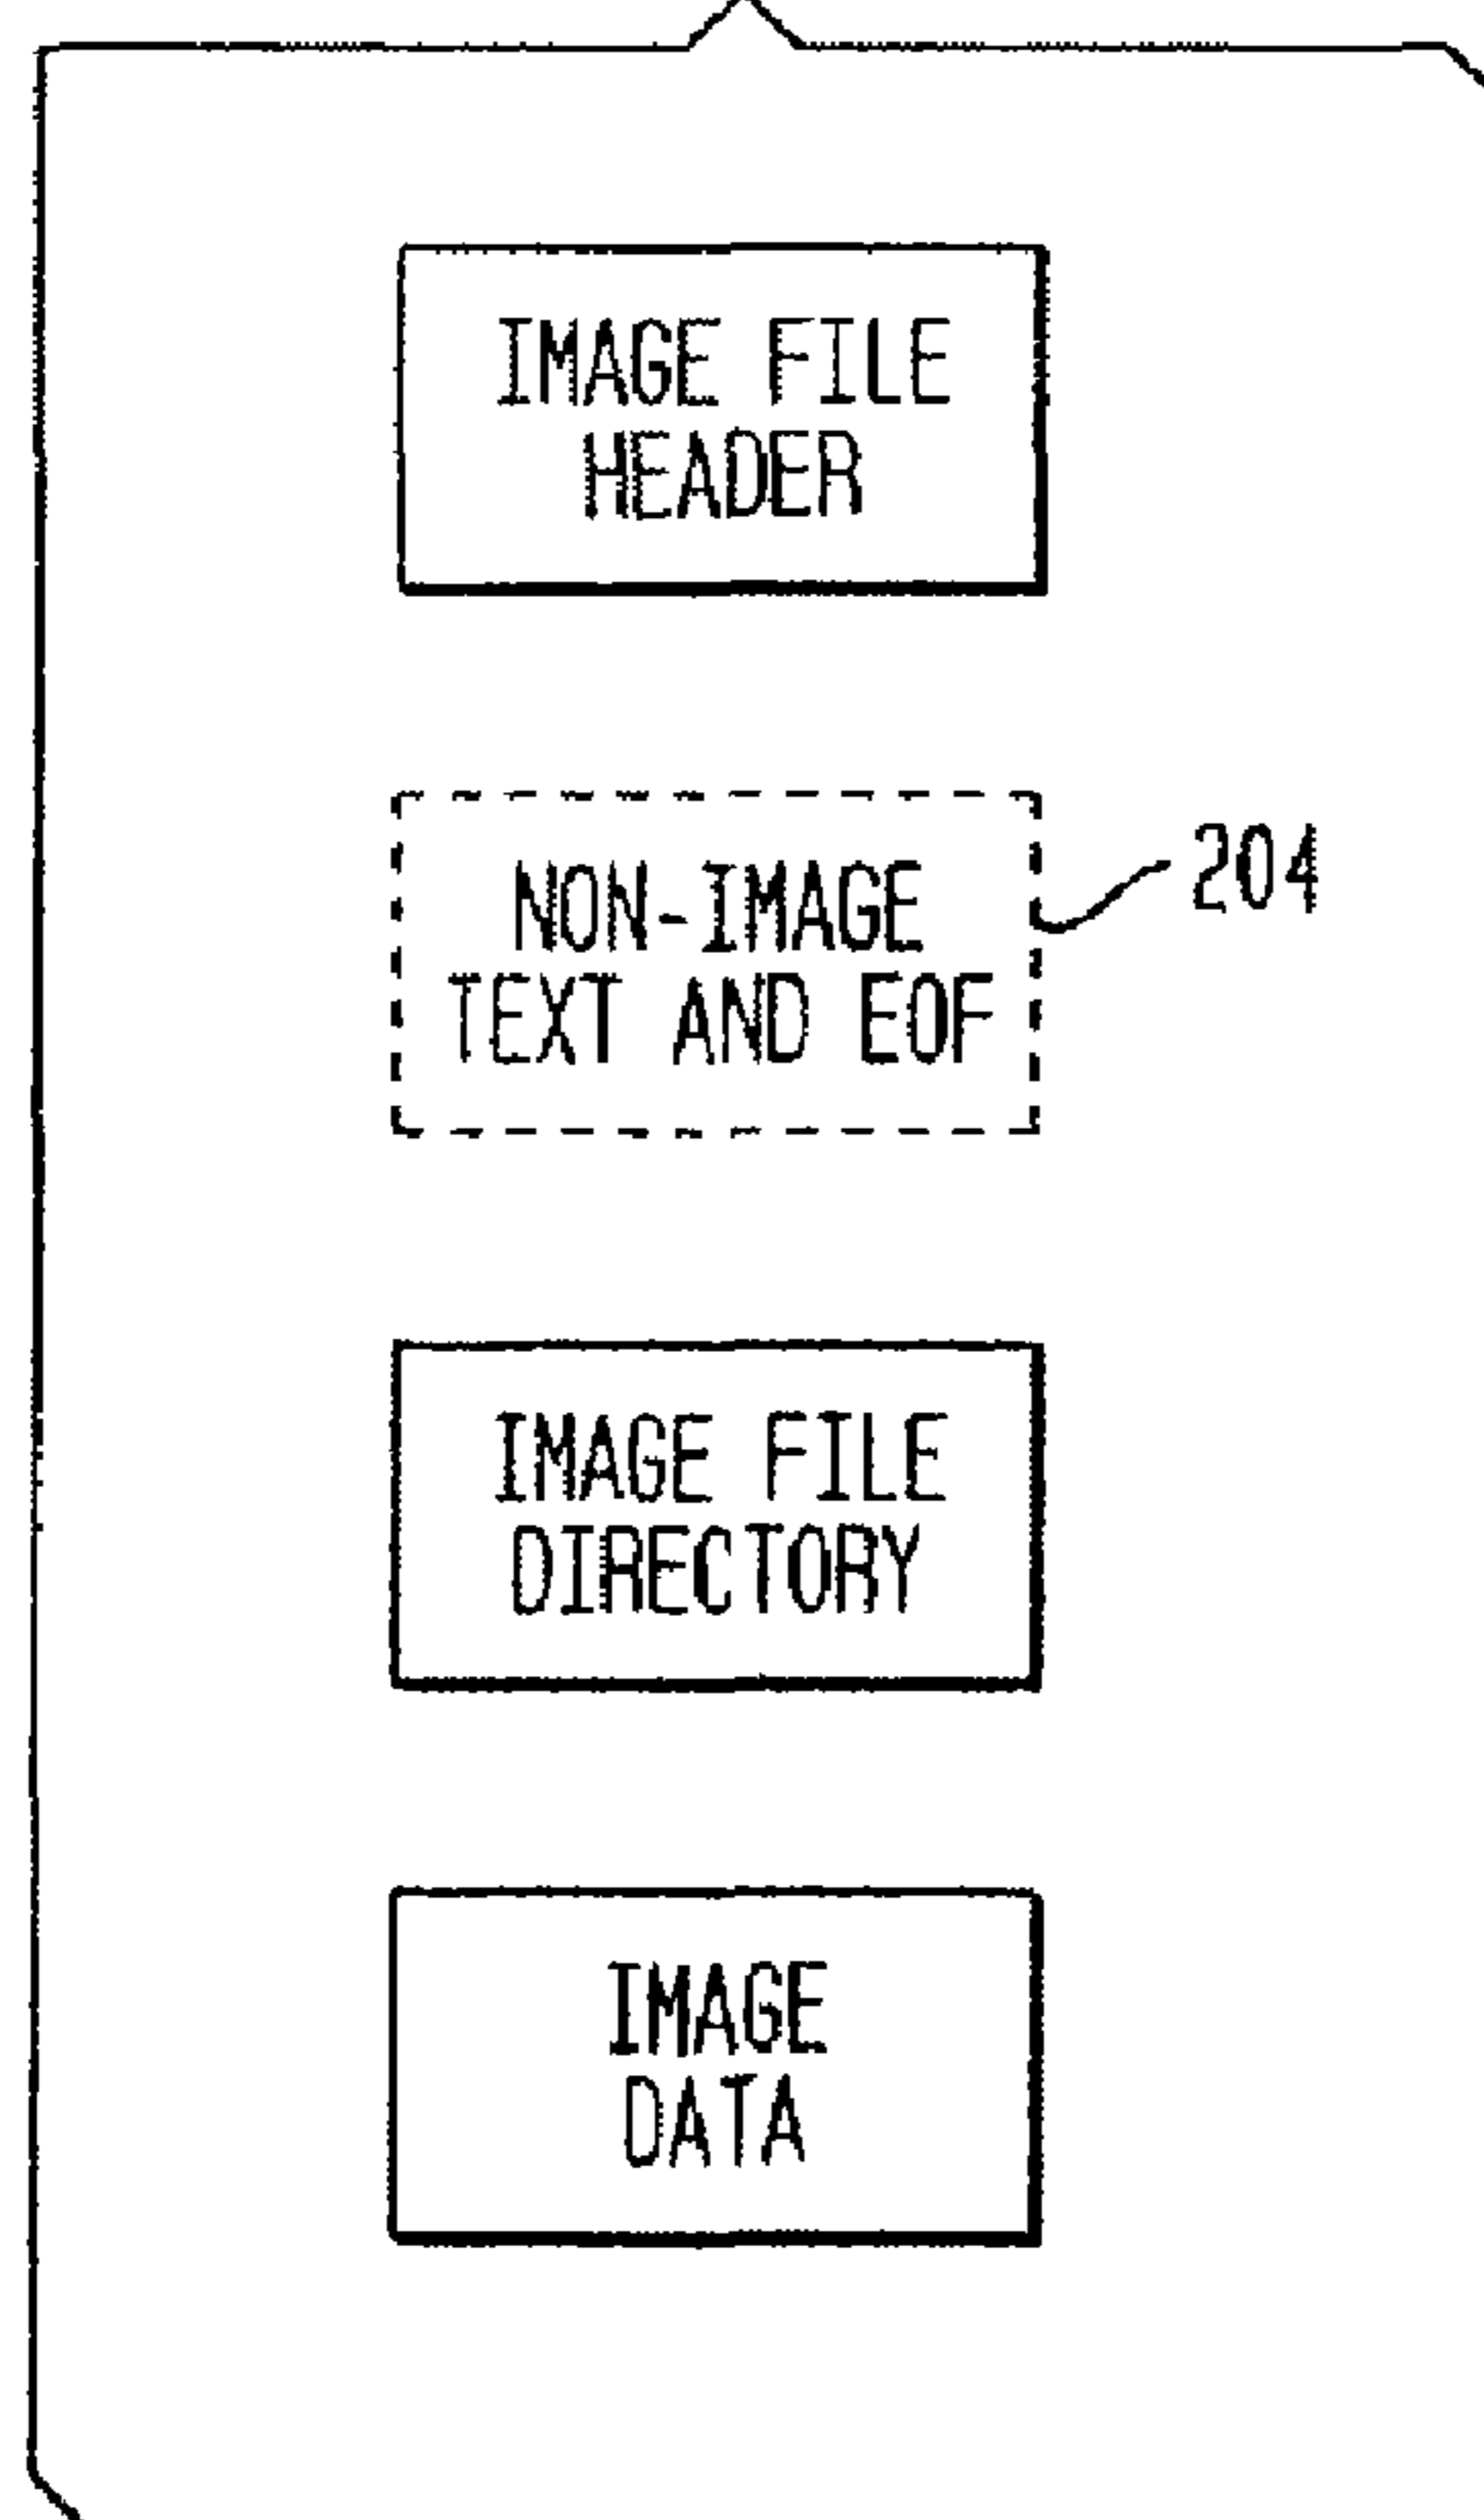 IMAGE FILE
HEADER
NON-IMAGE
TEXT AND EOF
204
IMAGE FILE
DIRECTORY
IMAGE
DATA